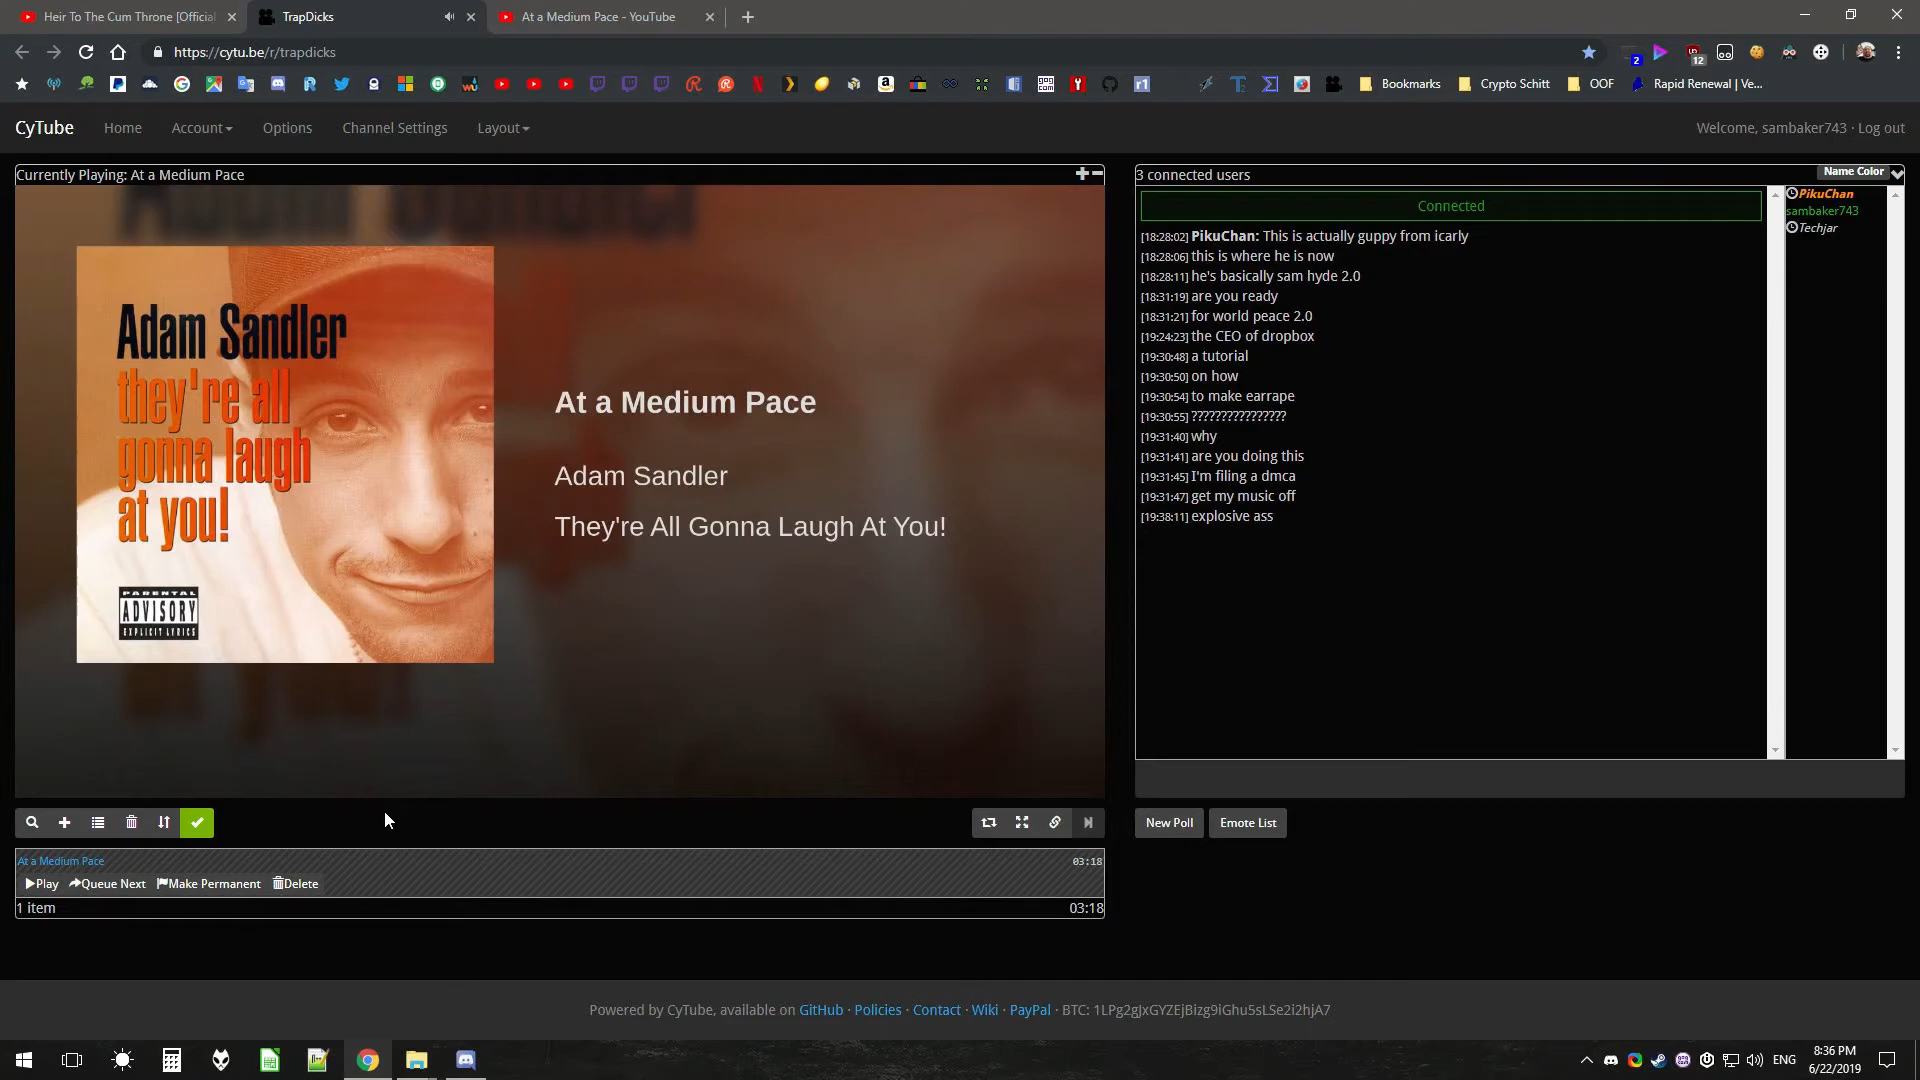 Heir To The Cum Throne [Official
TrapDicks
At a Medium Pace - YouTube
https://cytu.be/r/trapdicks
2
12
Bookmarks
Crypto Schitt
OOF
Rapid Renewal | Ve...
CyTube
Home
Account
Options
Channel Settings
Layout
Welcome, sambaker743 · Log out
Currently Playing: At a Medium Pace
3 connected users
Name Color
Connected
PikuChan
sambaker743
Techjar
[18:28:02] PikuChan: This is actually guppy from icarly
[18:28:06] this is where he is now
[18:28:11] he's basically sam hyde 2.0
[18:31:19] are you ready
[18:31:21] for world peace 2.0
[19:24:23] the CEO of dropbox
[19:30:48] a tutorial
[19:30:50] on how
[19:30:54] to make earrape
[19:30:55] ????????????????
[19:31:40] why
[19:31:41] are you doing this
[19:31:45] I'm filing a dmca
[19:31:47] get my music off
[19:38:11] explosive ass
Adam Sandler
they're all
gonna laugh
at you!
PARENTAL
ADVISORY
EXPLICIT LYRICS
At a Medium Pace
Adam Sandler
They're All Gonna Laugh At You!
New Poll
Emote List
At a Medium Pace
03:18
Play
Queue Next
Make Permanent
Delete
1 item
03:18
Powered by CyTube, available on GitHub · Policies · Contact · Wiki · PayPal · BTC: 1LPg2gJxGYZEjBizg9iGhu5sLSe2i2hjA7
ENG
8:36 PM
6/22/2019